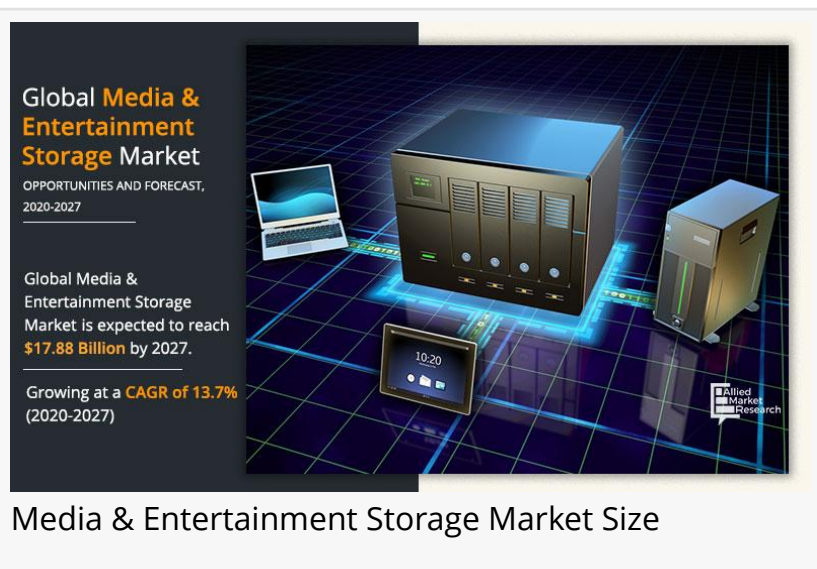 Global Media &
Entertainment
Storage Market
OPPORTUNITIES AND FORECAST,
2020-2027
Global Media &
Entertainment Storage
Market is expected to reach
$17.88 Billion by 2027.
Growing at a CAGR of 13.7%
(2020-2027)
10:20
Allied
Market
Research
Media & Entertainment Storage Market Size